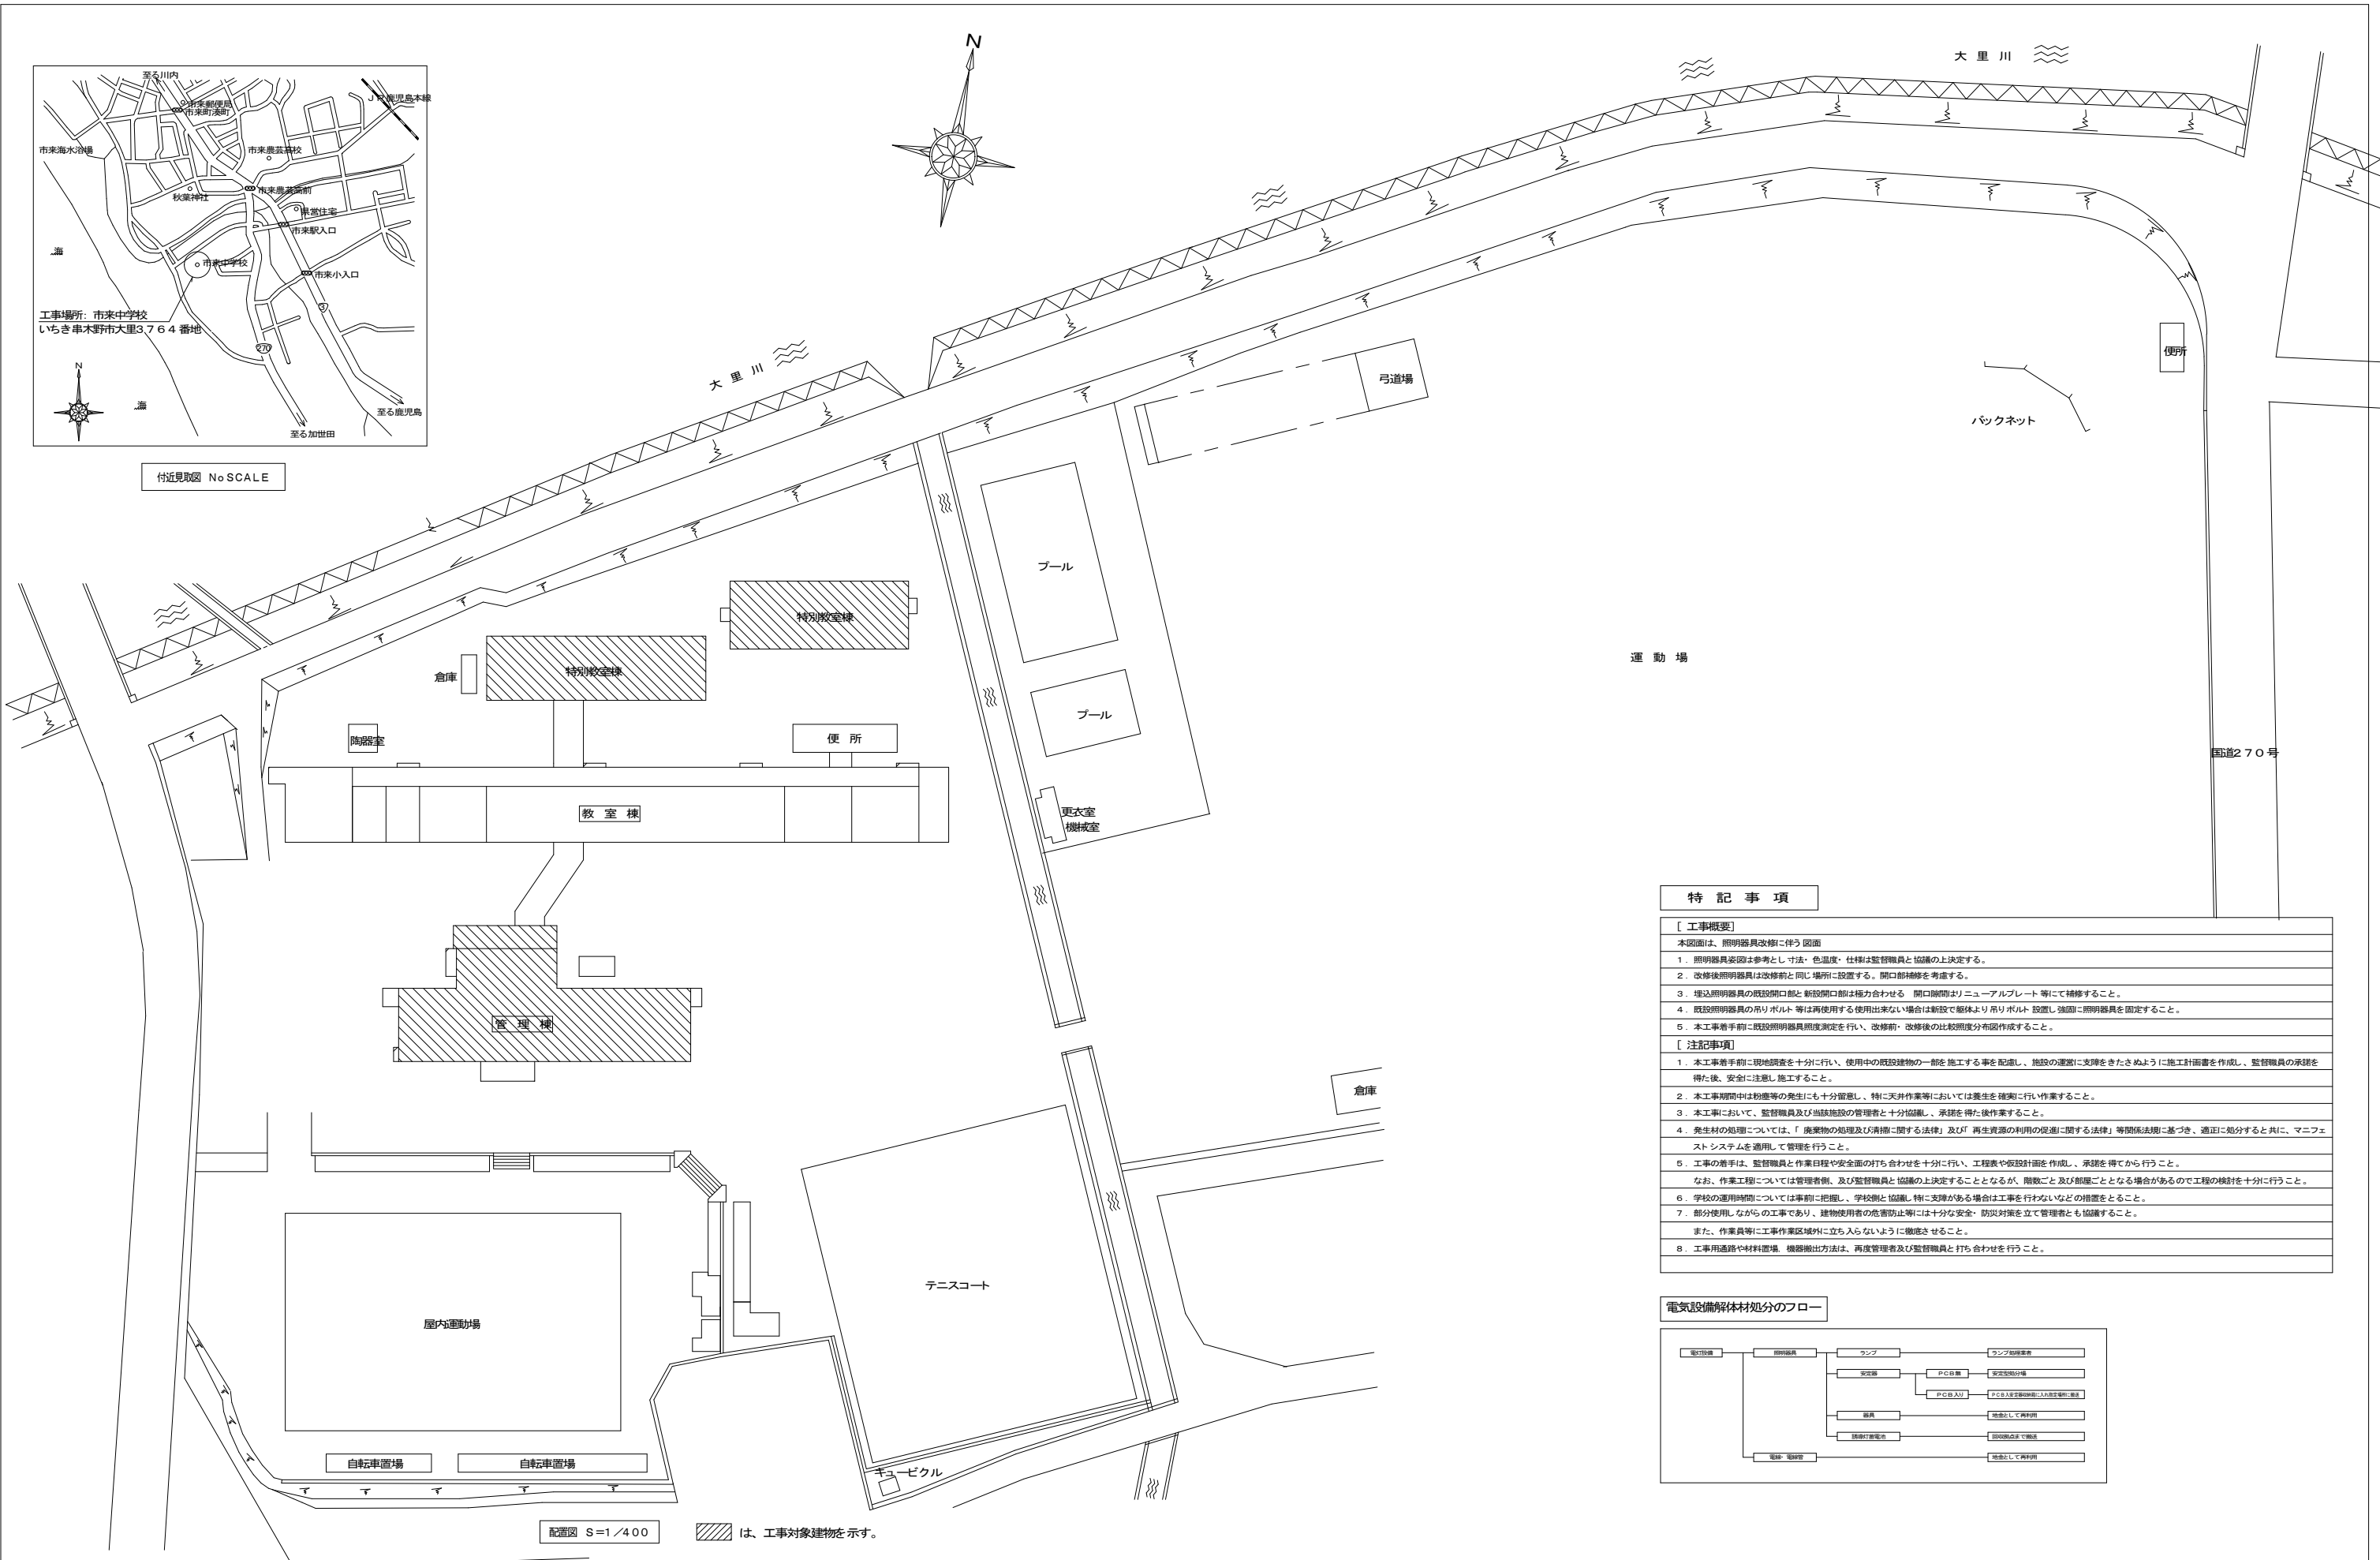 至る川内
市来郵便局
市来町湊町
JR鹿児島本線
市来海水浴場
市来農芸高校
市来農芸高前
秋葉神社
県営住宅
市来駅入口
海
市来中学校
市来小入口
3
工事場所: 市来中学校
いちき串木野市大里3764番地
270
N
海
至る鹿児島
至る加世田
付近見取図 No SCALE
N
大里川
大里川
便所
弓道場
バックネット
プール
特別教室棟
特別教室棟
倉庫
運動場
プール
陶器室
便所
国道270号
教室棟
更衣室
機械室
管理棟
倉庫
テニスコート
屋内運動場
自転車置場
自転車置場
キュービクル
配置図 S=1/400
は、工事対象建物を示す。
特記事項
[ 工事概要]
本図面は、照明器具改修に伴う図面
1. 照明器具姿図は参考とし寸法・色温度・仕様は監督職員と協議の上決定する。
2. 改修後照明器具は改修前と同じ場所に設置する。開口部補修を考慮する。
3. 埋込照明器具の既設開口部と新設開口部は極力合わせる 開口隙間はリニューアルプレート等にて補修すること。
4. 既設照明器具の吊りボルト等は再使用する使用出来ない場合は新設で躯体より吊りボルト設置し強固に照明器具を固定すること。
5. 本工事着手前に既設照明器具照度測定を行い、改修前・改修後の比較照度分布図作成すること。
[ 注記事項]
1. 本工事着手前に現地調査を十分に行い、使用中の既設建物の一部を施工する事を配慮し、施設の運営に支障をきたさぬように施工計画書を作成し、監督職員の承諾を
得た後、安全に注意し施工すること。
2. 本工事期間中は粉塵等の発生にも十分留意し、特に天井作業等においては養生を確実に行い作業すること。
3. 本工事において、監督職員及び当該施設の管理者と十分協議し、承諾を得た後作業すること。
4. 発生材の処理については、「廃棄物の処理及び清掃に関する法律」及び「再生資源の利用の促進に関する法律」等関係法規に基づき、適正に処分すると共に、マニフェ
ストシステムを適用して管理を行うこと。
5. 工事の着手は、監督職員と作業日程や安全面の打ち合わせを十分に行い、工程表や仮設計画を作成し、承諾を得てから行うこと。
なお、作業工程については管理者側、及び監督職員と協議の上決定することとなるが、階数ごと及び部屋ごととなる場合があるので工程の検討を十分に行うこと。
6. 学校の運用時間については事前に把握し、学校側と協議し特に支障がある場合は工事を行わないなどの措置をとること。
7. 部分使用しながらの工事であり、建物使用者の危害防止等には十分な安全・防災対策を立て管理者とも協議すること。
また、作業員等に工事作業区域外に立ち入らないように徹底させること。
8. 工事用通路や材料置場、機器搬出方法は、再度管理者及び監督職員と打ち合わせを行うこと。
電気設備解体材処分のフロー
電灯設備
照明器具
ランプ
ランプ処理業者
安定器
PCB無
安定型処分場
PCB入り
器具
地金として再利用
誘導灯蓄電池
回収拠点まで搬送
電線・電線管
地金として再利用